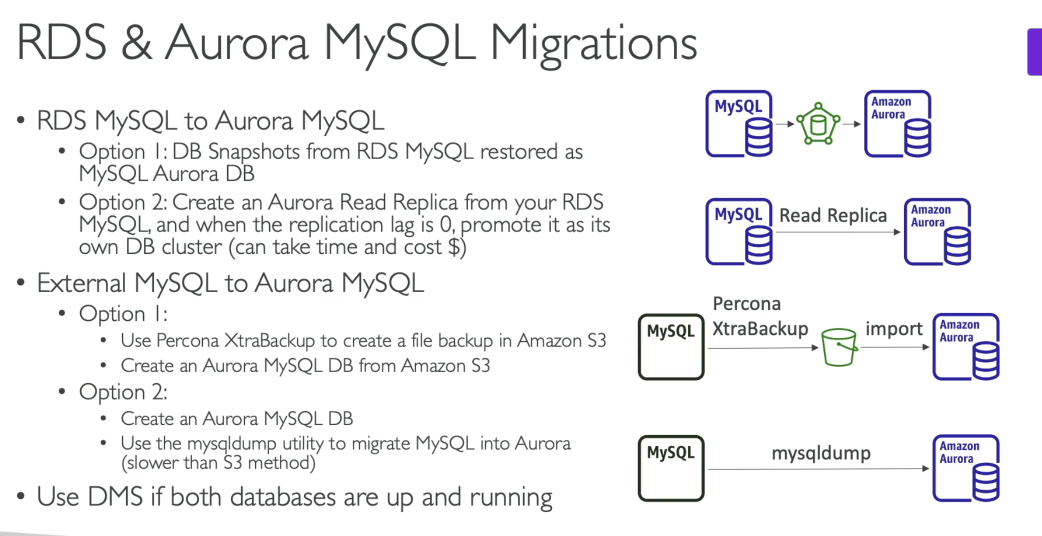 RDS & Aurora MySQL Migrations
• RDS MySQL to Aurora MySQL
• Option 1: DB Snapshots from RDS MySQL restored as
MySQL Aurora DB
• Option 2: Create an Aurora Read Replica from your RDS
MySQL, and when the replication lag is 0, promote it as its
own DB cluster (can take time and cost $)
• External MySQL to Aurora MySQL
• Option 1:
• Use Percona XtraBackup to create a file backup in Amazon S3
• Create an Aurora MySQL DB from Amazon S3
• Option 2:
• Create an Aurora MySQL DB
• Use the mysqldump utility to migrate MySQL into Aurora
(slower than S3 method)
• Use DMS if both databases are up and running
MySQL
Amazon
Aurora
MySQL
Read Replica
Amazon
Aurora
MySQL
Percona
XtraBackup
import
Amazon
Aurora
MySQL
mysqldump
Amazon
Aurora